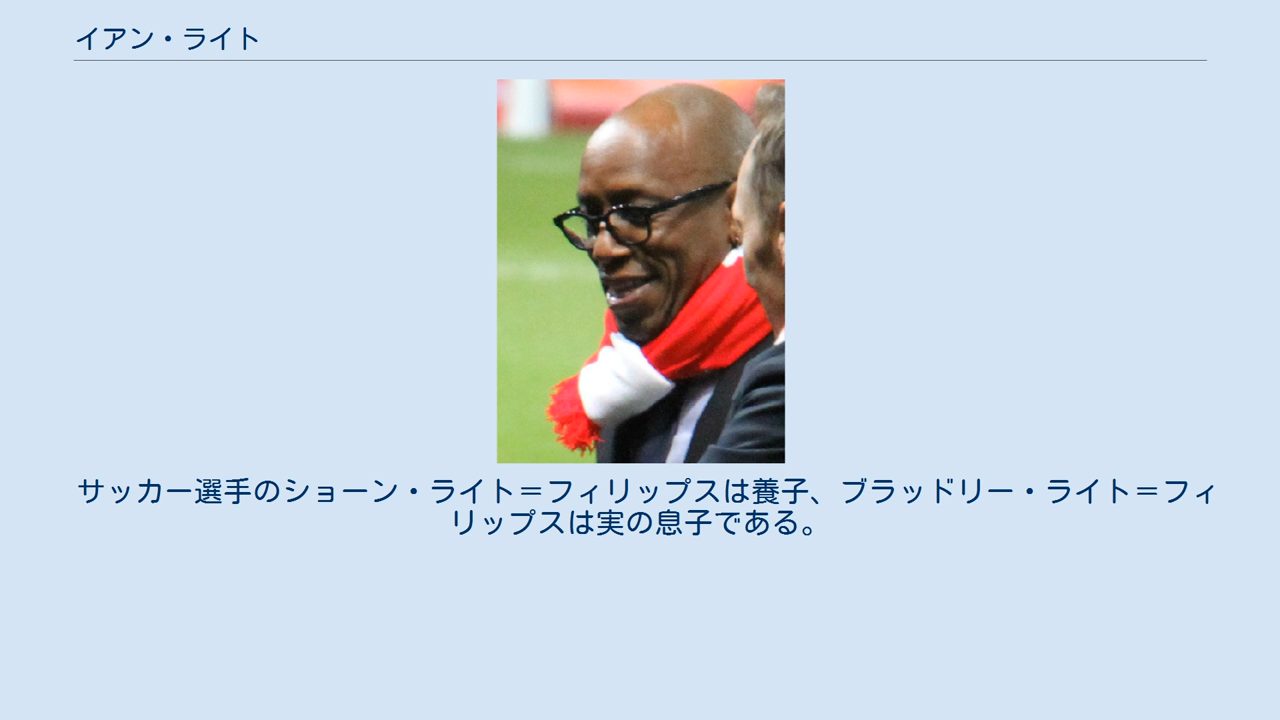 イアン・ライト
サッカー選手のショーン・ライト＝フィリップスは養子、ブラッドリー・ライト＝フィ
リップスは実の息子である。